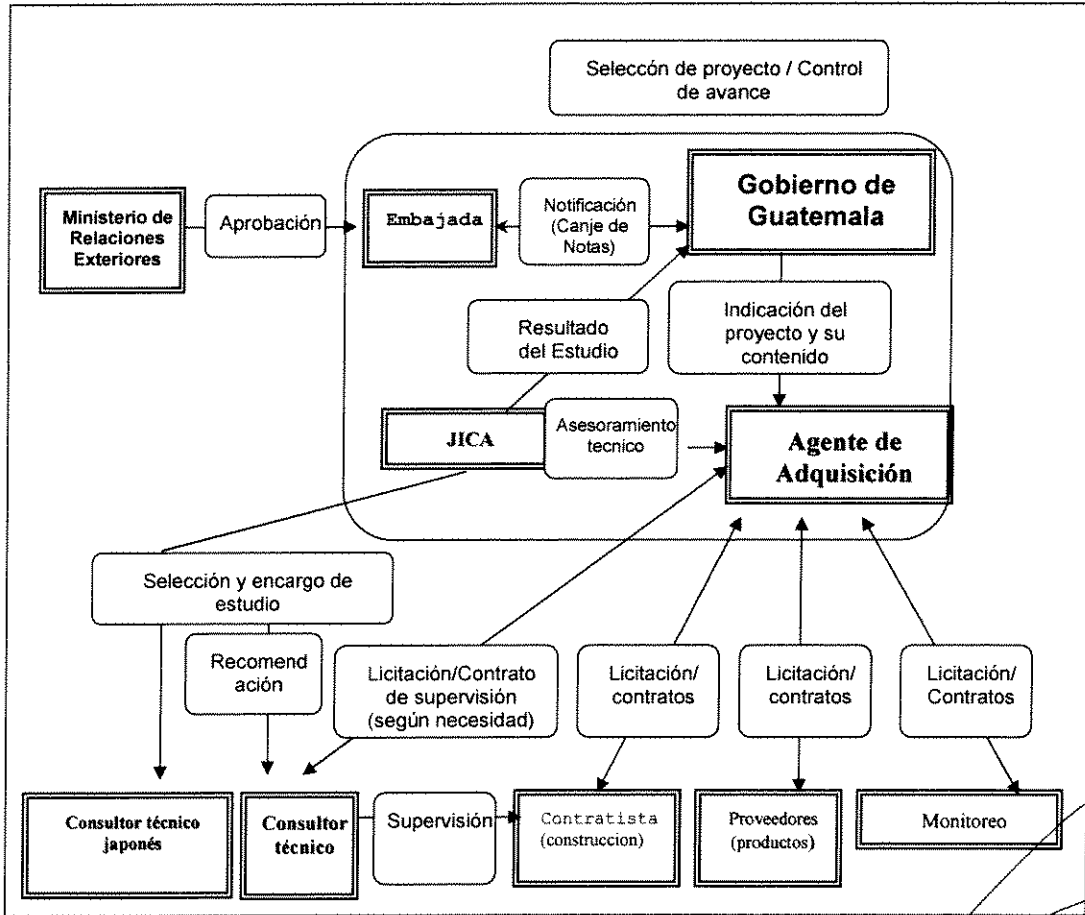 Seleccón de proyecto / Control
de avance
Ministerio de
Relaciones
Exteriores
Aprobación
Embajada
Notificación
(Canje de
Notas)
Gobierno de
Guatemala
Resultado
del Estudio
Indicación del
proyecto y su
contenido
JICA
Asesoramiento
tecnico
Agente de
Adquisición
Selección y encargo de
estudio
Recomend
ación
Licitación/Contrato
de supervisión
(según necesidad)
Licitación/
contratos
Licitación/
contratos
Licitación/
Contratos
Consultor técnico
japonés
Consultor
técnico
Supervisión
Contratista
(construccion)
Proveedores
(productos)
Monitoreo